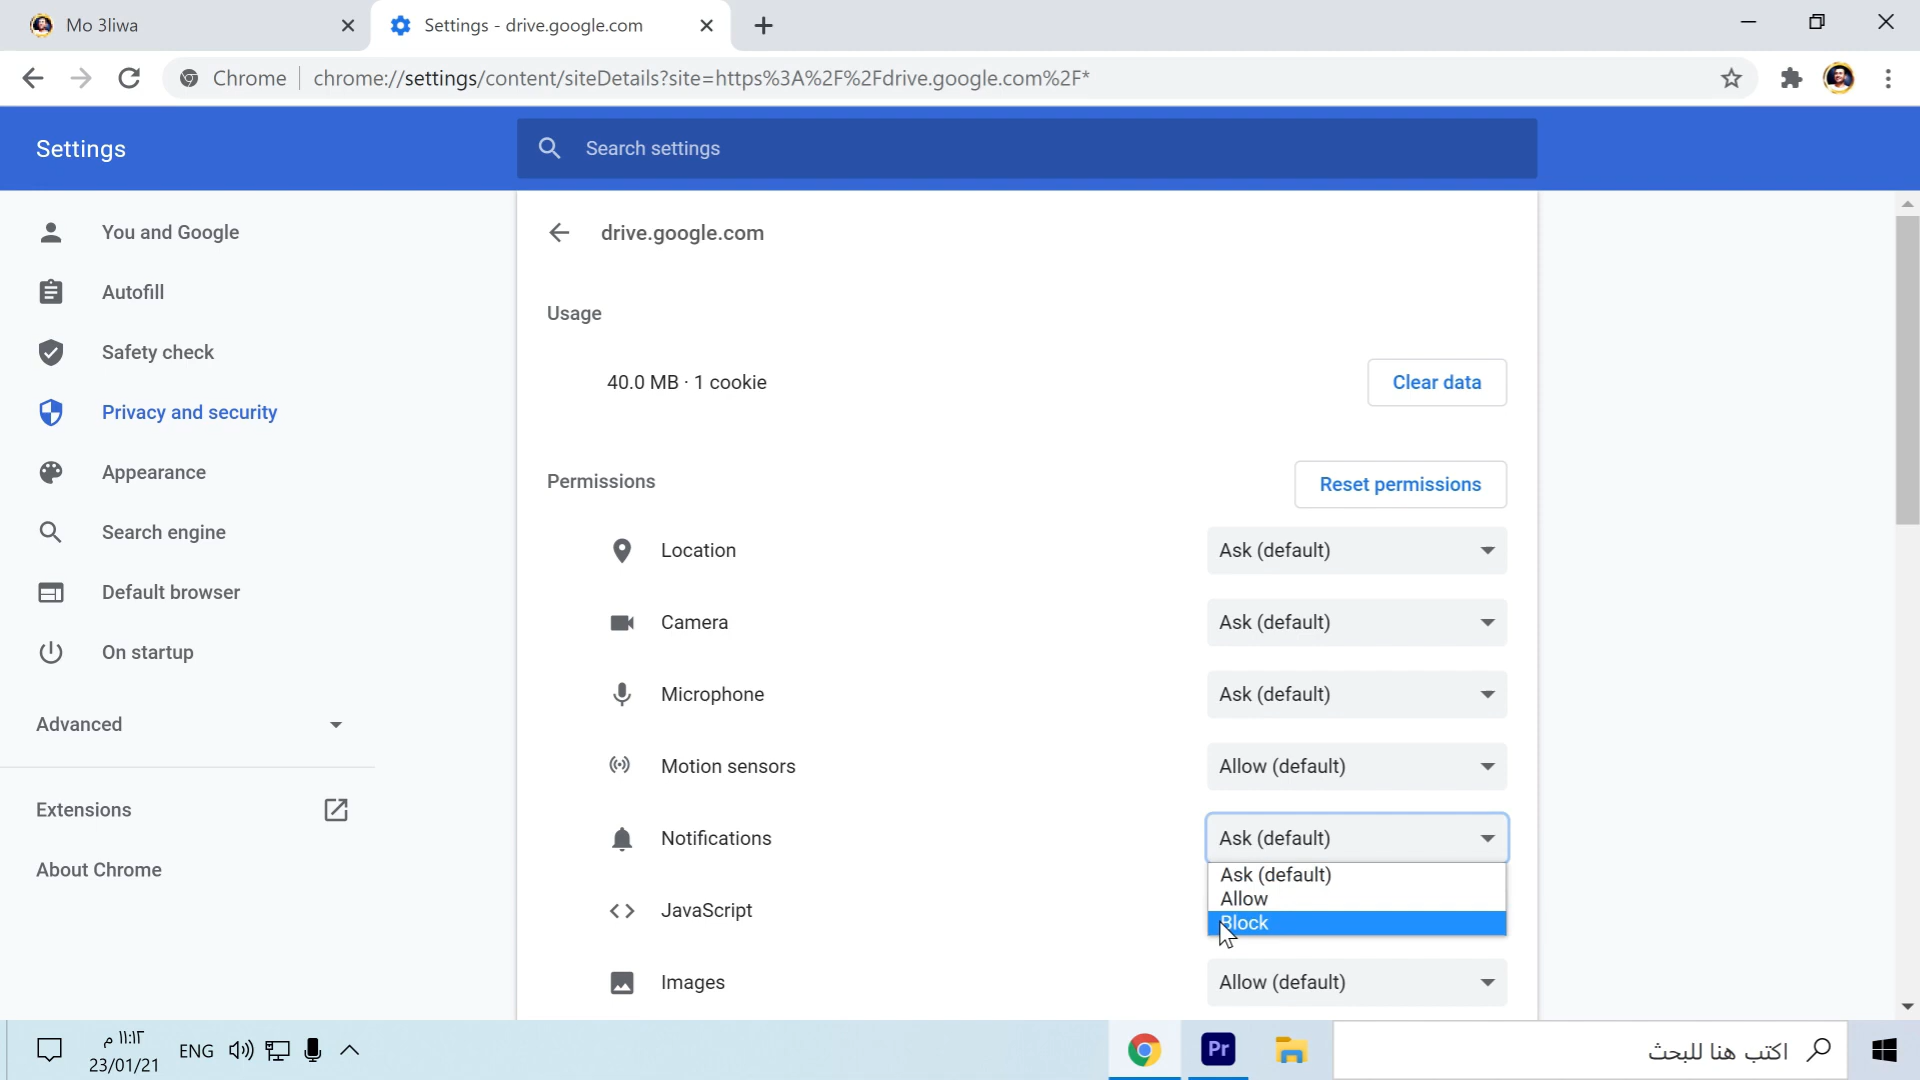 Mo 3liwa
Settings - drive.google.com
Chrome
chrome://settings/content/siteDetails?site=https%3A%2F%2Fdrive.google.com%2F*
Settings
Search settings
You and Google
Autofill
Safety check
Privacy and security
Appearance
Search engine
Default browser
On startup
Advanced
Extensions
About Chrome
drive.google.com
Usage
40.0 MB · 1 cookie
Clear data
Permissions
Reset permissions
Location
Ask (default)
Camera
Ask (default)
Microphone
Ask (default)
Motion sensors
Allow (default)
Notifications
Ask (default)
Ask (default)
Allow
Block
JavaScript
Images
Allow (default)
١١:١٣ م
23/01/21
ENG
Pr
اكتب هنا للبحث